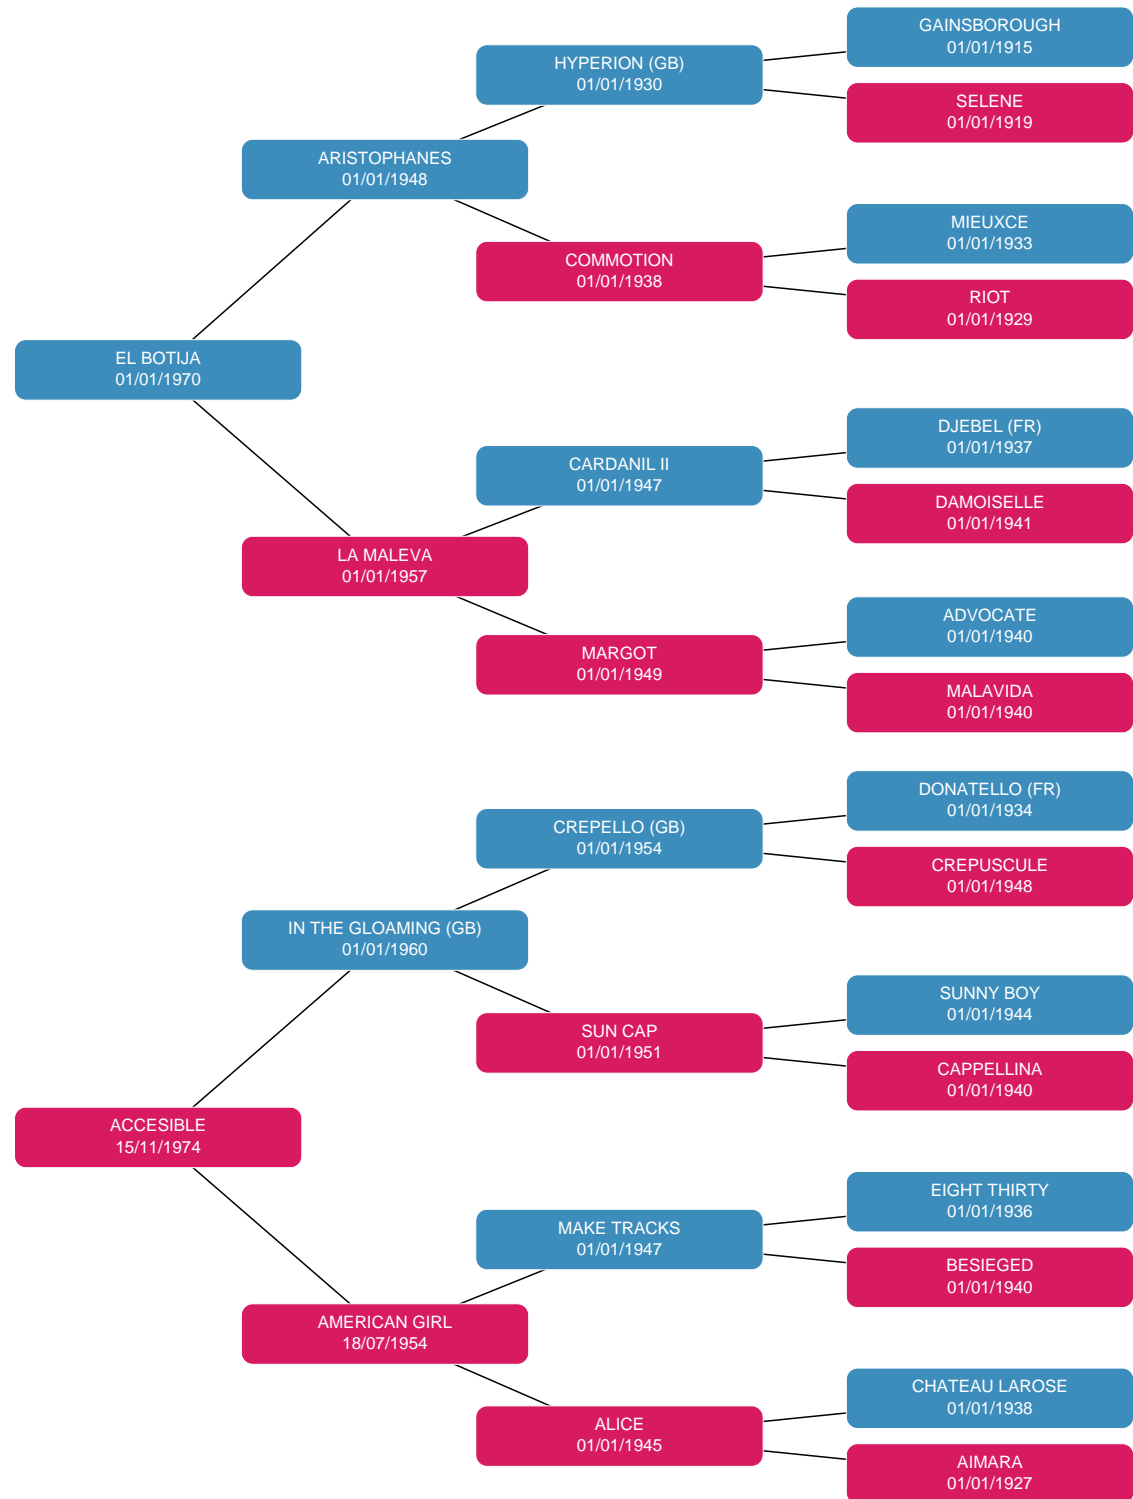 GAINSBOROUGH
01/01/1915
HYPERION (GB)
01/01/1930
SELENE
01/01/1919
ARISTOPHANES
01/01/1948
MIEUXCE
01/01/1933
COMMOTION
01/01/1938
RIOT
01/01/1929
EL BOTIJA
01/01/1970
DJEBEL (FR)
01/01/1937
CARDANIL II
01/01/1947
DAMOISELLE
01/01/1941
LA MALEVA
01/01/1957
ADVOCATE
01/01/1940
MARGOT
01/01/1949
MALAVIDA
01/01/1940
DONATELLO (FR)
01/01/1934
CREPELLO (GB)
01/01/1954
CREPUSCULE
01/01/1948
IN THE GLOAMING (GB)
01/01/1960
SUNNY BOY
01/01/1944
SUN CAP
01/01/1951
CAPPELLINA
01/01/1940
ACCESIBLE
15/11/1974
EIGHT THIRTY
01/01/1936
MAKE TRACKS
01/01/1947
BESIEGED
01/01/1940
AMERICAN GIRL
18/07/1954
CHATEAU LAROSE
01/01/1938
ALICE
01/01/1945
AIMARA
01/01/1927